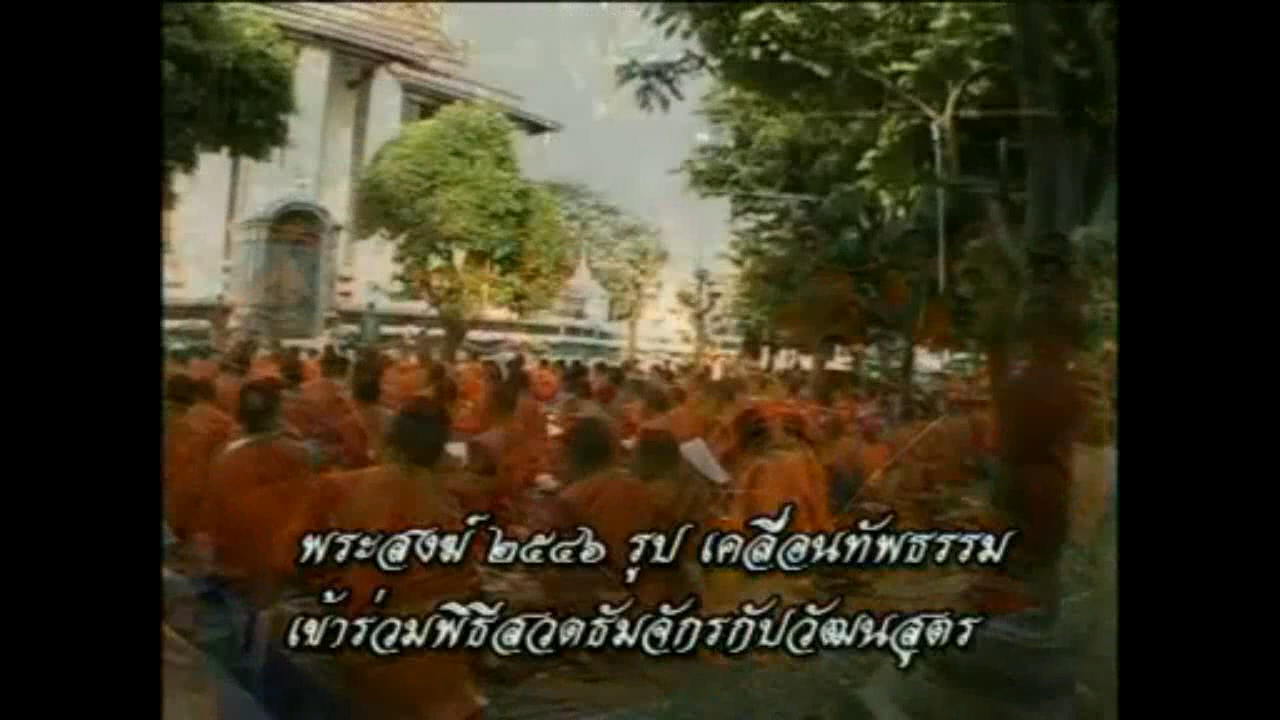 พระสงฆ์ ๒๕๔๖ รูป เคลื่อนทัพธรรม
เข้าร่วมพิธีสวดธัมจักรกัปวัฒนสูตร